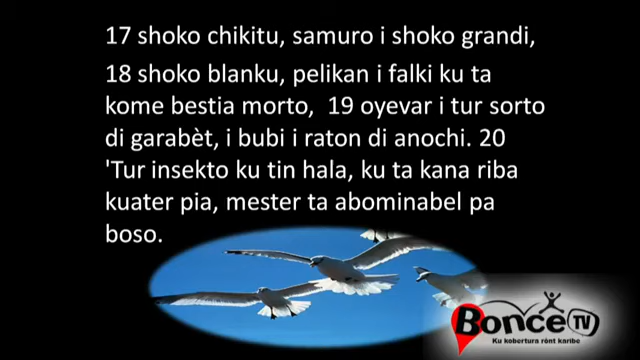 17 shoko chikitu, samuro i shoko grandi,
18 shoko blanku, pelikan i falki ku ta
kome bestia morto,  19 oyevar i tur sorto
di garabèt, i bubi i raton di anochi. 20
'Tur insekto ku tin hala, ku ta kana riba
kuater pia, mester ta abominabel pa
boso.
Bonce TV
Ku kobertura rònt karibe